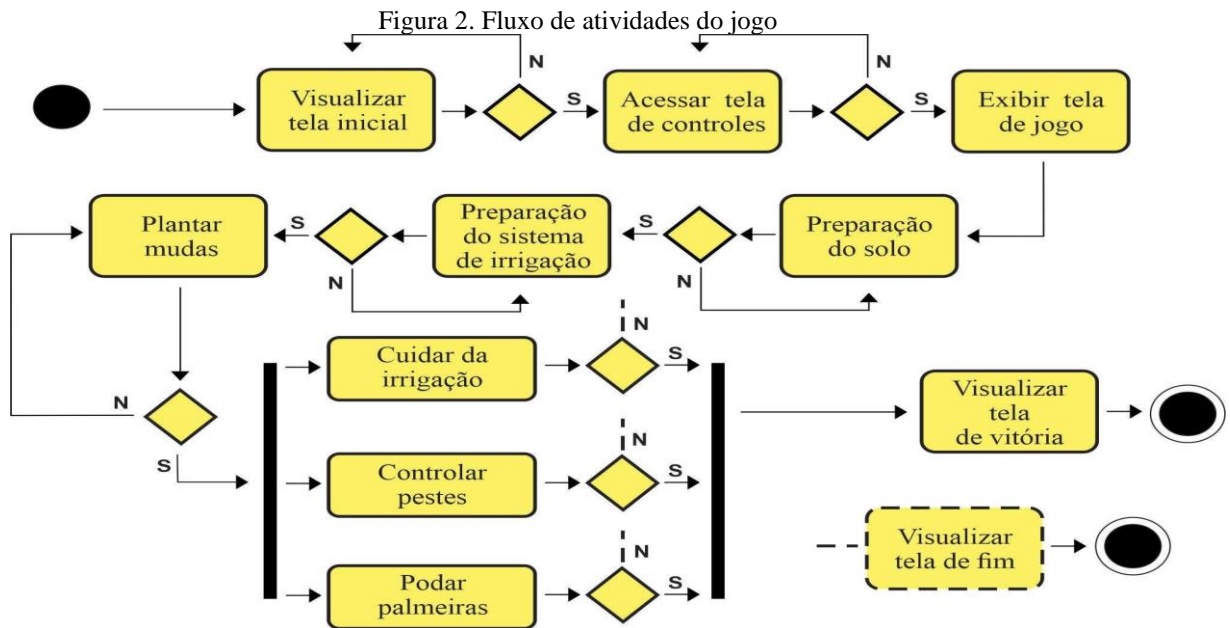 Figura 2. Fluxo de atividades do jogo
N
N
Visualizar
tela inicial
S
Acessar tela
de controles
S
Exibir tela
de jogo
Plantar
mudas
S
N
Preparação
do sistema
de irrigação
S
N
Preparação
do solo
N
S
Cuidar da
irrigação
N
S
Controlar
pestes
N
S
Podar
palmeiras
N
S
Visualizar
tela
de vitória
Visualizar
tela de fim